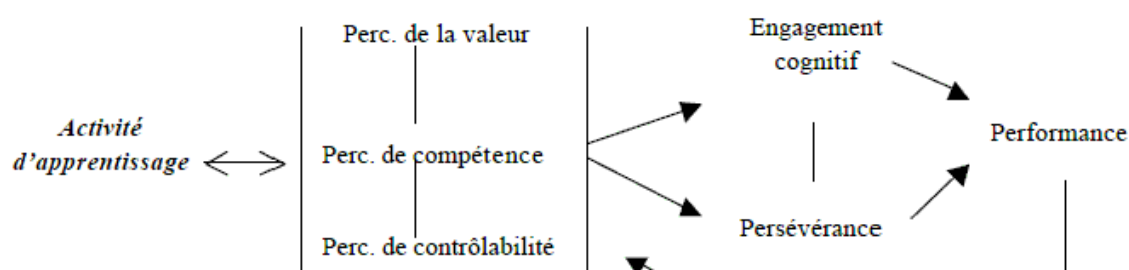 Perc. de la valeur
Engagement
cognitif
Activité
d'apprentissage
Perc. de compétence
Performance
Persévérance
Perc. de contrôlabilité